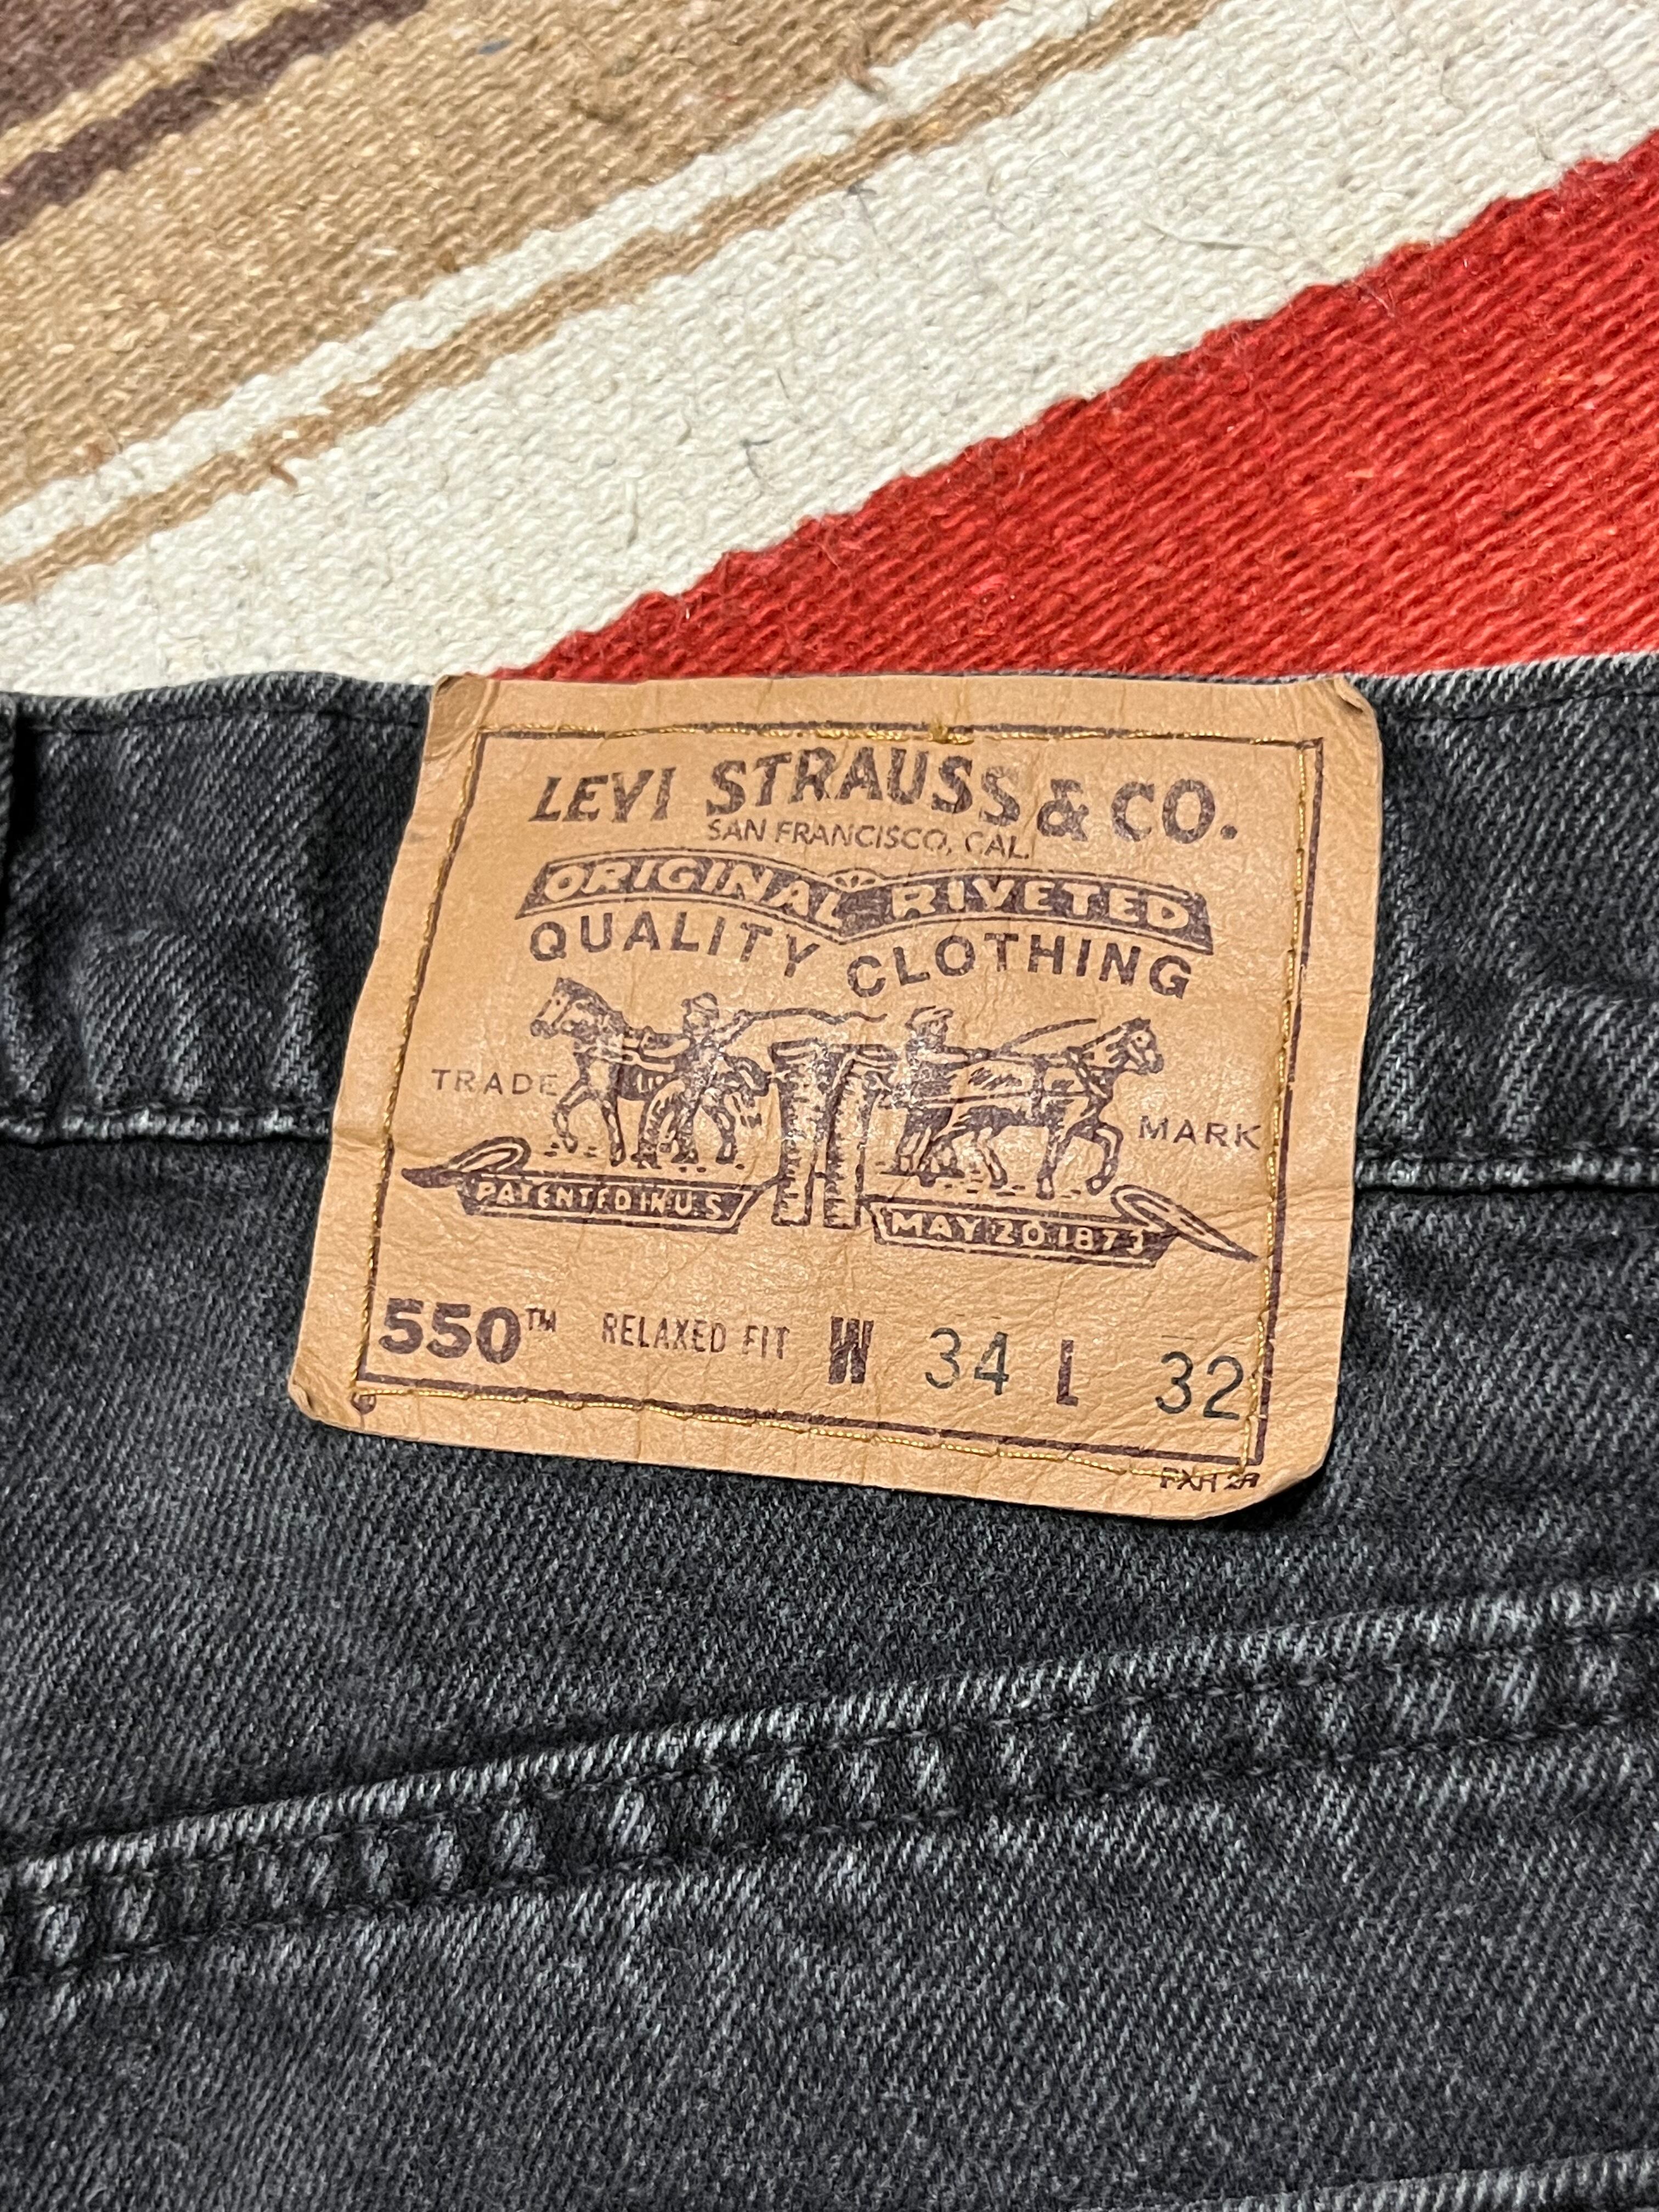 LEVI STRAUSS & CO.
SAN FRANCISCO, CAL.
ORIGINAL RIVETED
QUALITY CLOTHING
TRADE MARK
PATENTED IN U.S. MAY 20 1873
550™ RELAXED FIT W 34 L 32